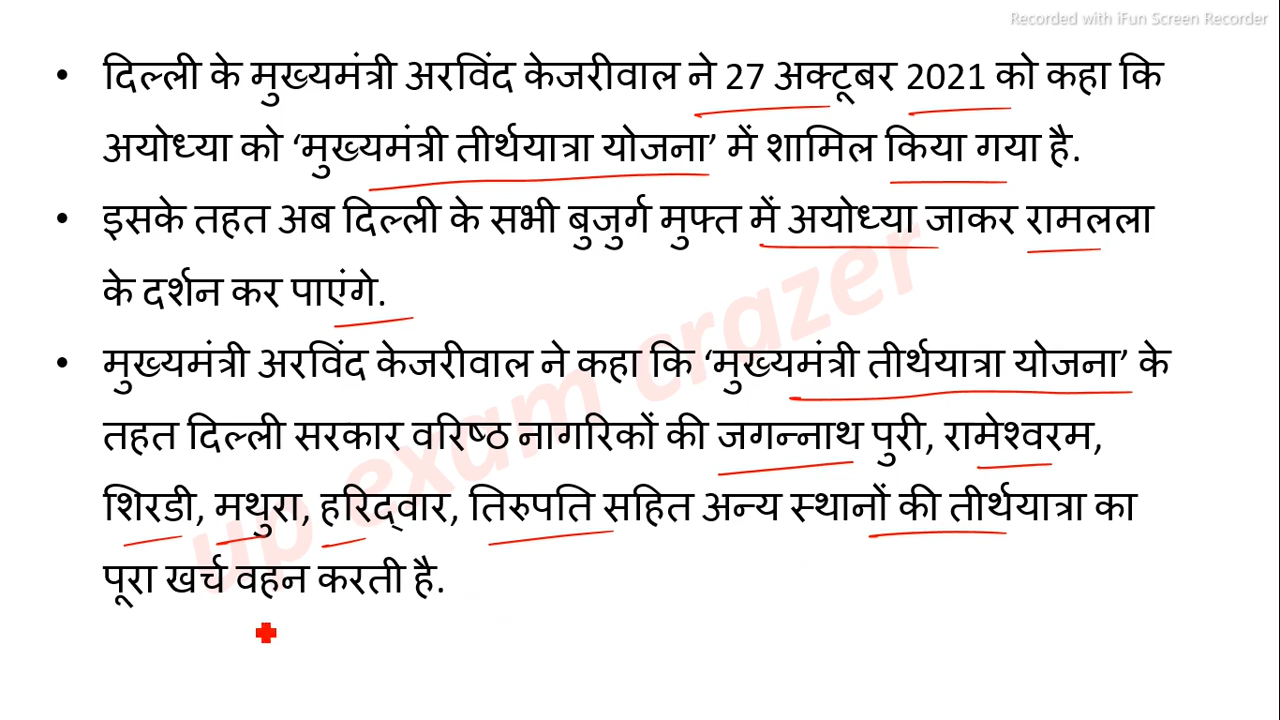 Recorded with iFun Screen Recorder
• दिल्ली के मुख्यमंत्री अरविंद केजरीवाल ने 27 अक्टूबर 2021 को कहा कि
अयोध्या को ‘मुख्यमंत्री तीर्थयात्रा योजना’ में शामिल किया गया है.
• इसके तहत अब दिल्ली के सभी बुजुर्ग मुफ्त में अयोध्या जाकर रामलला
के दर्शन कर पाएंगे.
• मुख्यमंत्री अरविंद केजरीवाल ने कहा कि ‘मुख्यमंत्री तीर्थयात्रा योजना’ के
तहत दिल्ली सरकार वरिष्ठ नागरिकों की जगन्नाथ पुरी, रामेश्वरम,
शिरडी, मथुरा, हरिद्वार, तिरुपति सहित अन्य स्थानों की तीर्थयात्रा का
पूरा खर्च वहन करती है.
up exam crazer